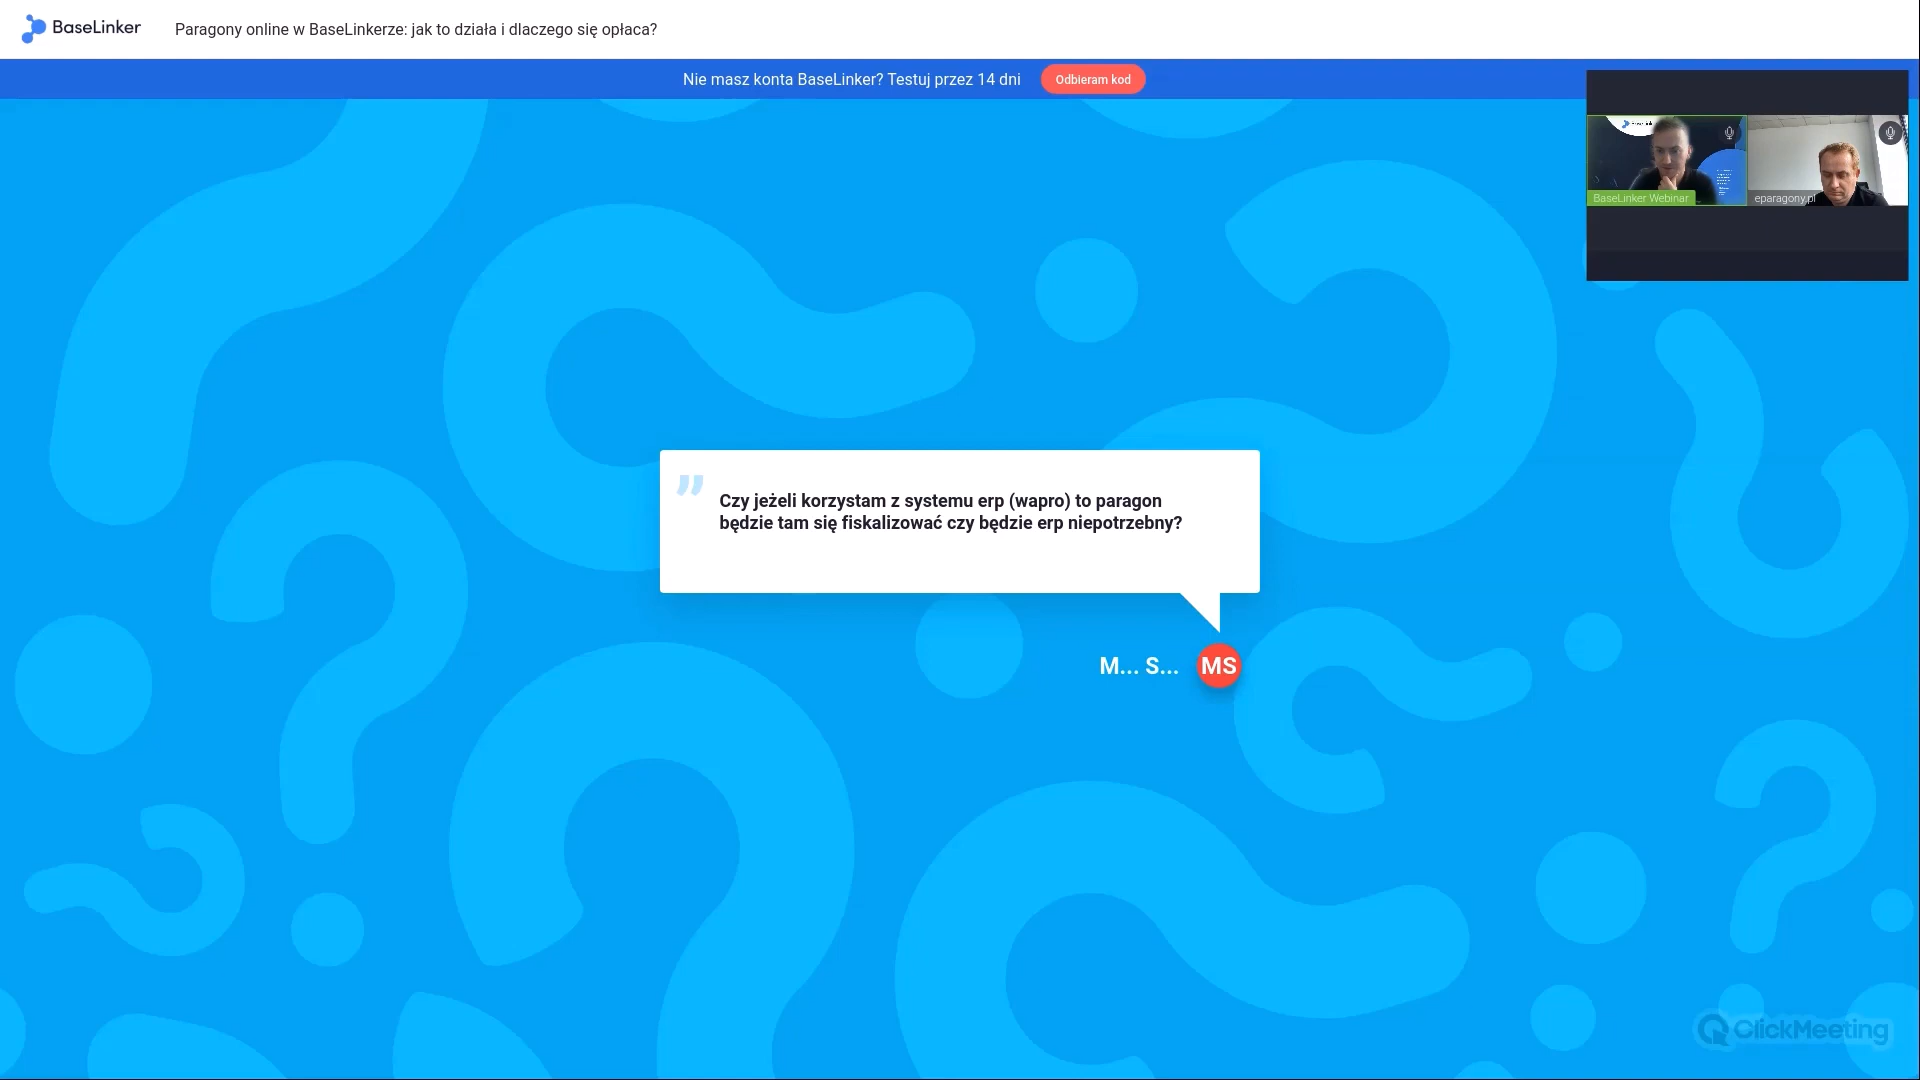 BaseLinker
Paragony online w BaseLinkerze: jak to działa i dlaczego się opłaca?
Nie masz konta BaseLinker? Testuj przez 14 dni
Odbieram kod
BaseLinker Webinar
eparagony.pl
Czy jeżeli korzystam z systemu erp (wapro) to paragon
będzie tam się fiskalizować czy będzie erp niepotrzebny?
M... S...
MS
ClickMeeting